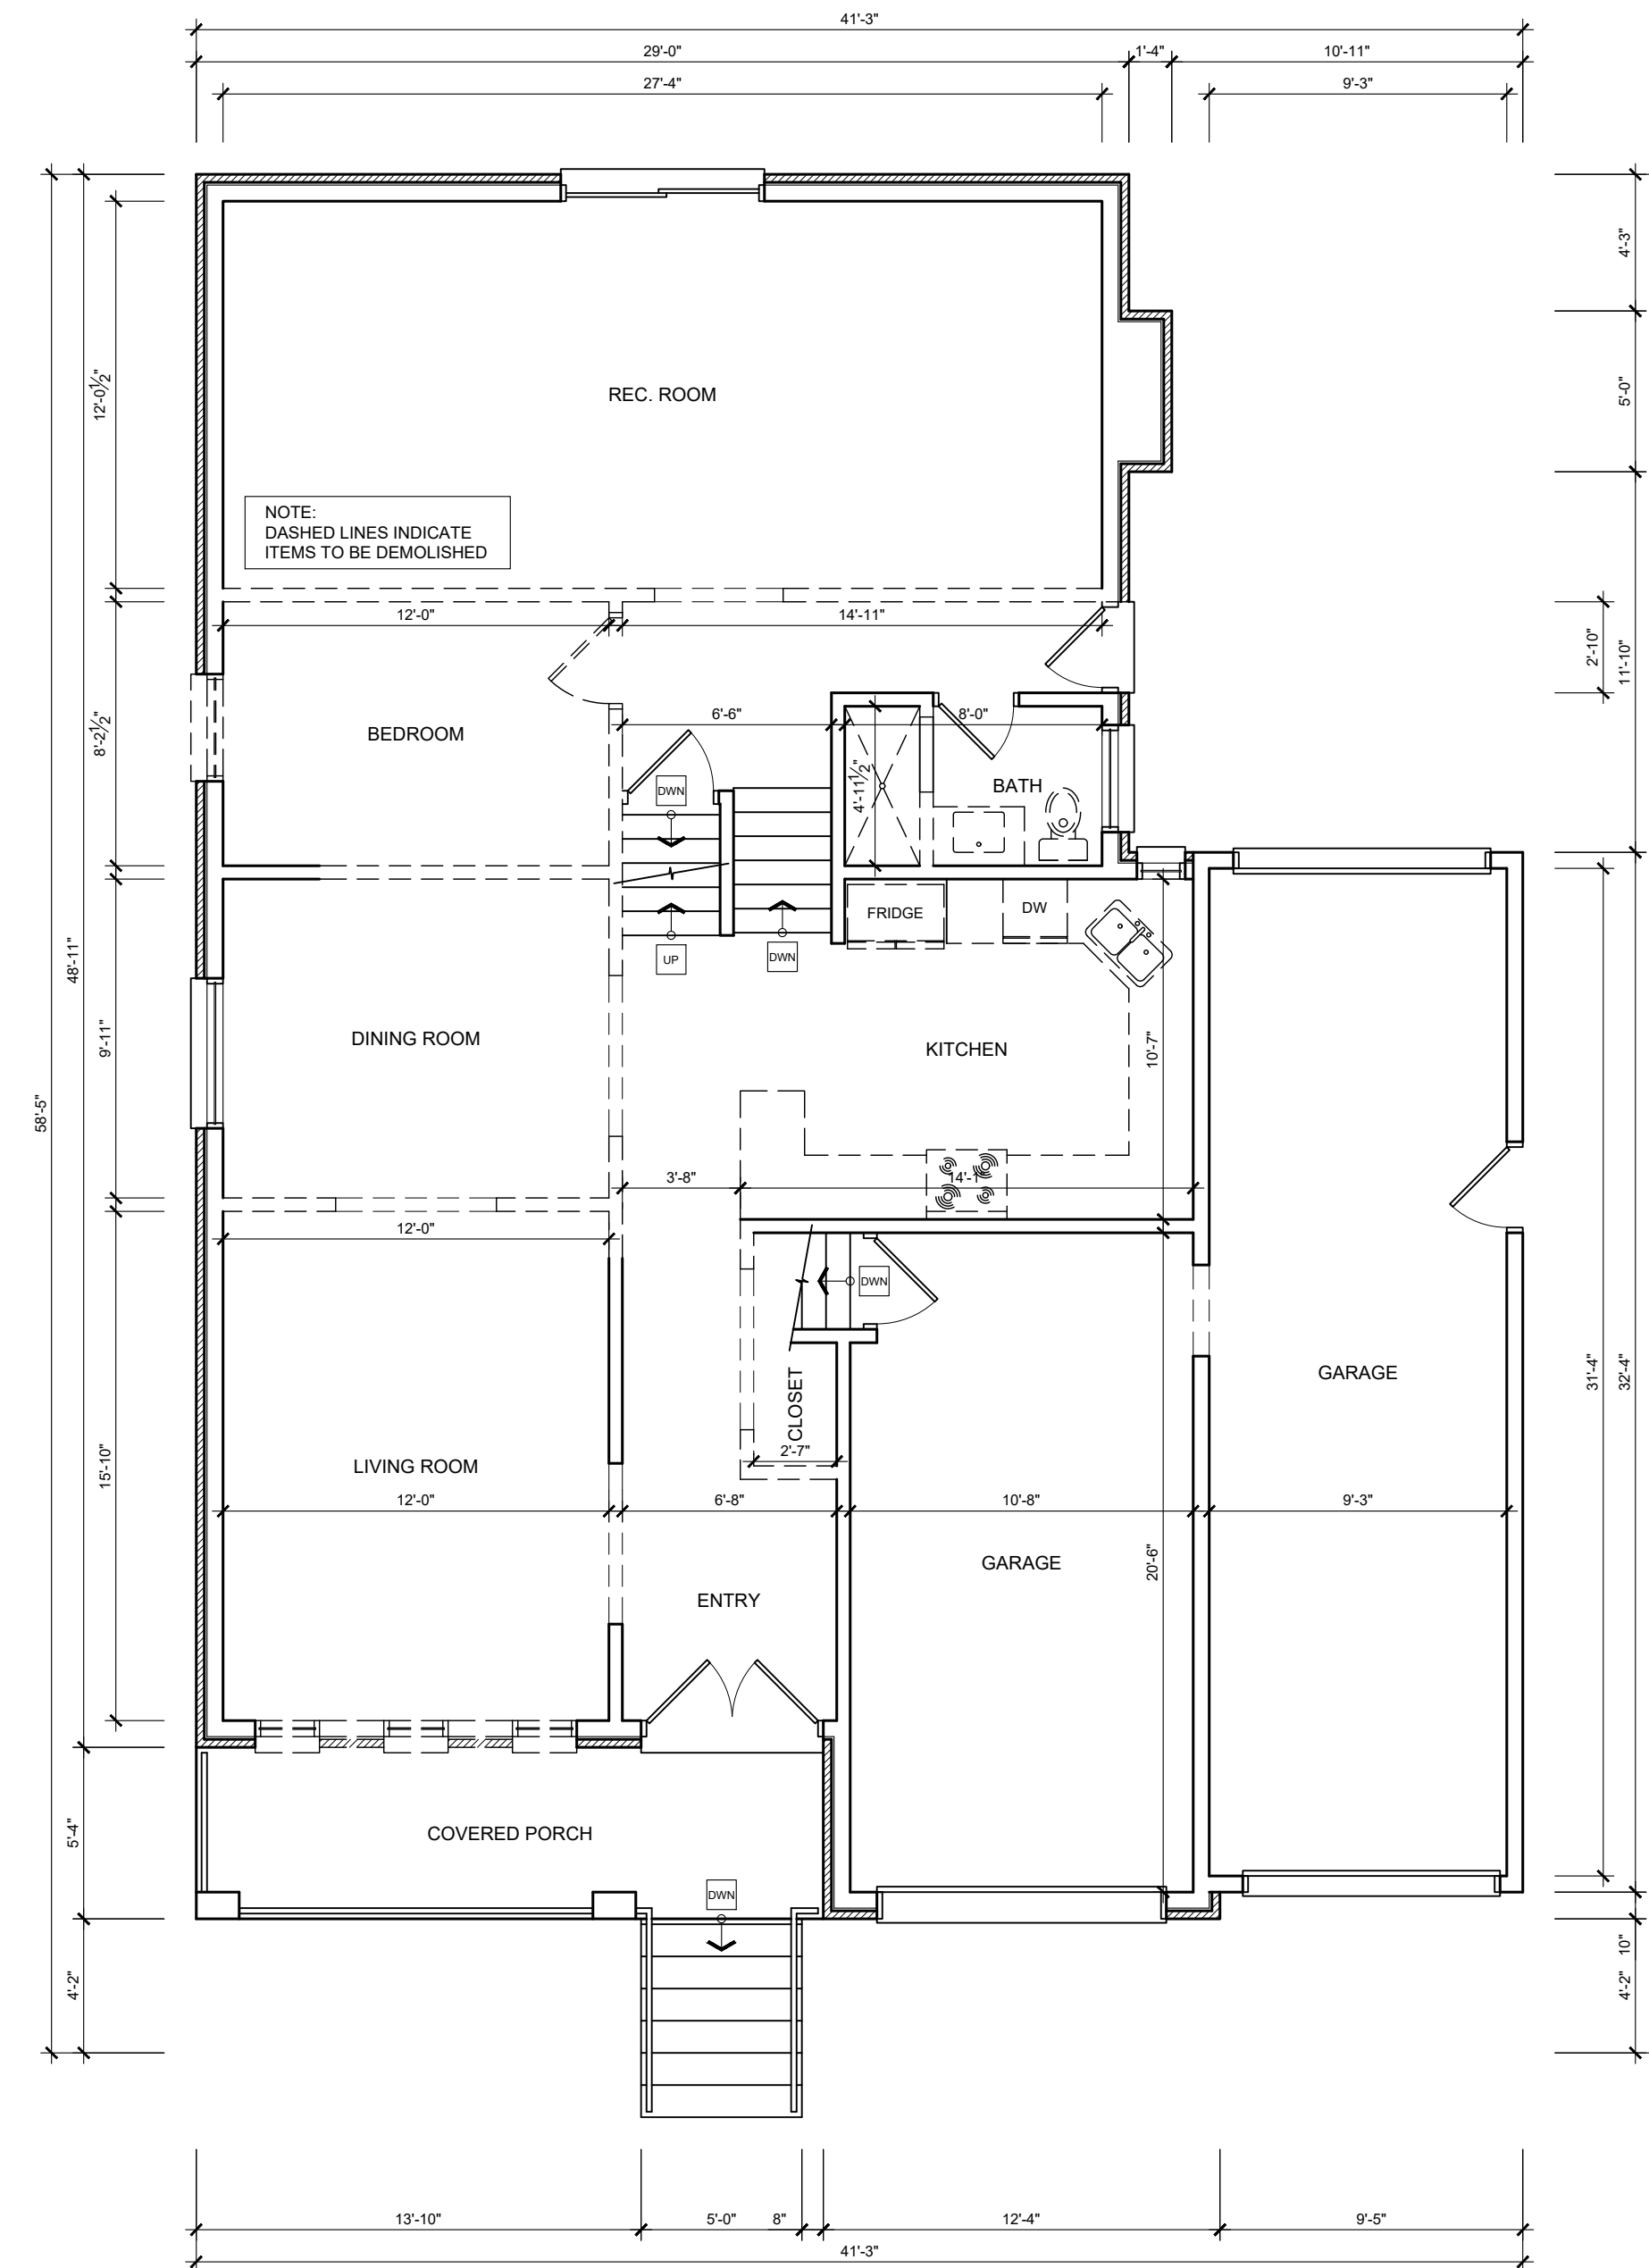 41'-3"
29'-0"
1'-4"
10'-11"
27'-4"
9'-3"
4'-3"
12'-0½"
REC. ROOM
5'-0"
NOTE:
DASHED LINES INDICATE
ITEMS TO BE DEMOLISHED
12'-0"
14'-11"
2'-10"
11'-10"
8'-2½"
BEDROOM
6'-6"
8'-0"
4'-11½"
BATH
DWN
FRIDGE
DW
48'-11"
UP
DWN
9'-11"
DINING ROOM
KITCHEN
10'-7"
58'-5"
3'-8"
14'-1"
12'-0"
DWN
CLOSET
GARAGE
31'-4"
32'-4"
2'-7"
15'-10"
LIVING ROOM
12'-0"
6'-8"
10'-8"
9'-3"
20'-6"
GARAGE
ENTRY
5'-4"
COVERED PORCH
DWN
10"
4'-2"
4'-2"
13'-10"
5'-0"
8"
12'-4"
9'-5"
41'-3"